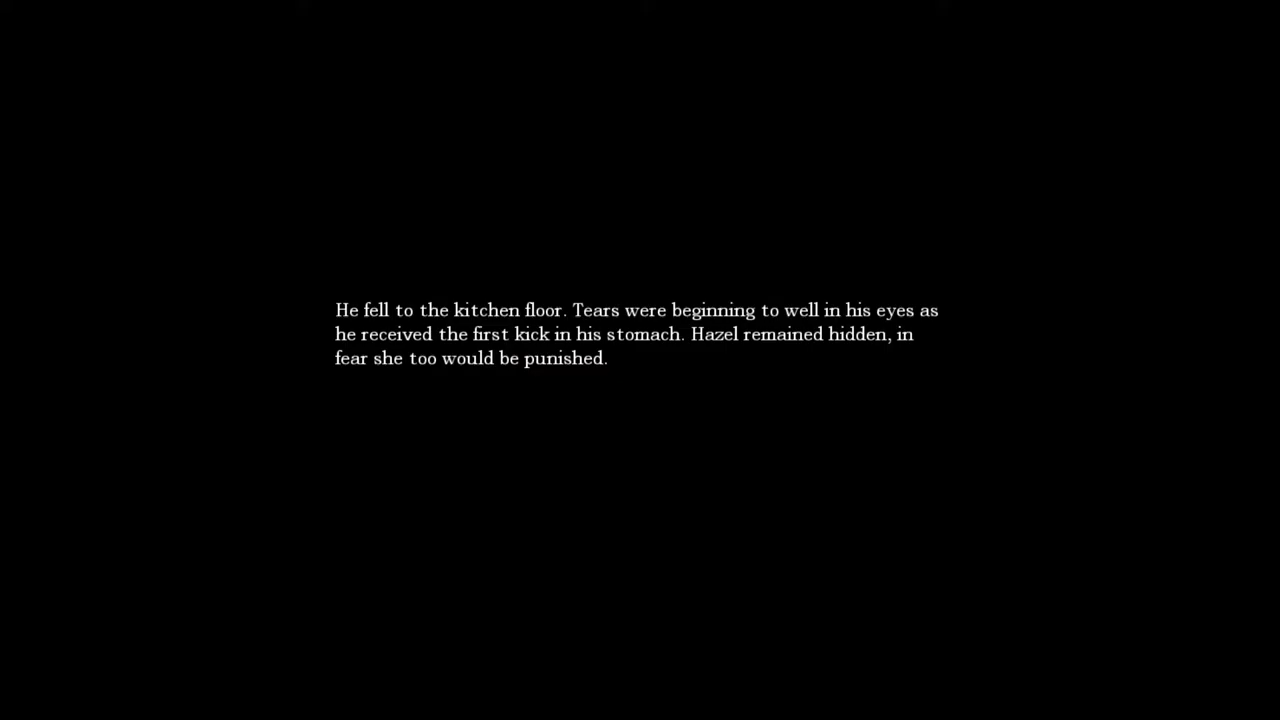 He fell to the kitchen floor. Tears were beginning to well in his eyes as
he received the first kick in his stomach. Hazel remained hidden, in
fear she too would be punished.